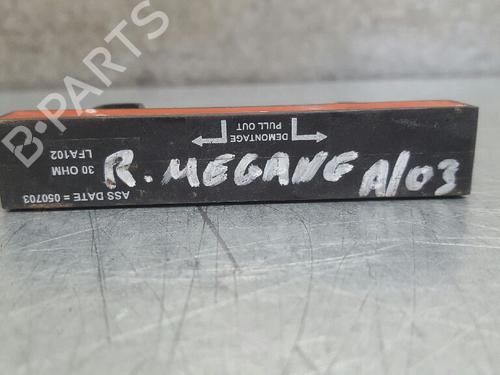 B-PARTS
DEMONTAGE
PULL OUT
ASS DATE = 050703
30 OHM
LFA102
R. MEGANE A/03